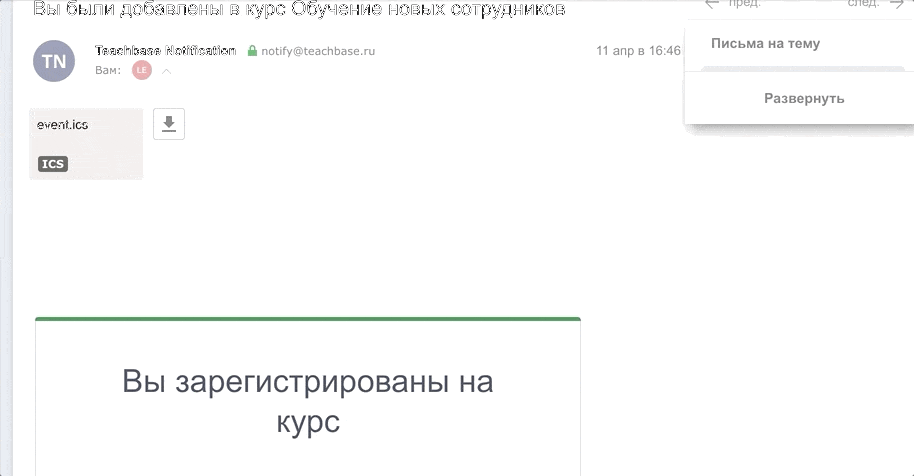 Вы были добавлены в курс Обучение новых сотрудников
пред. след.
TN Teachbase Notification notify@teachbase.ru 11 апр в 16:46
Вам: LE
Письма на тему
Развернуть
event.ics
ICS
Вы зарегистрированы на
курс